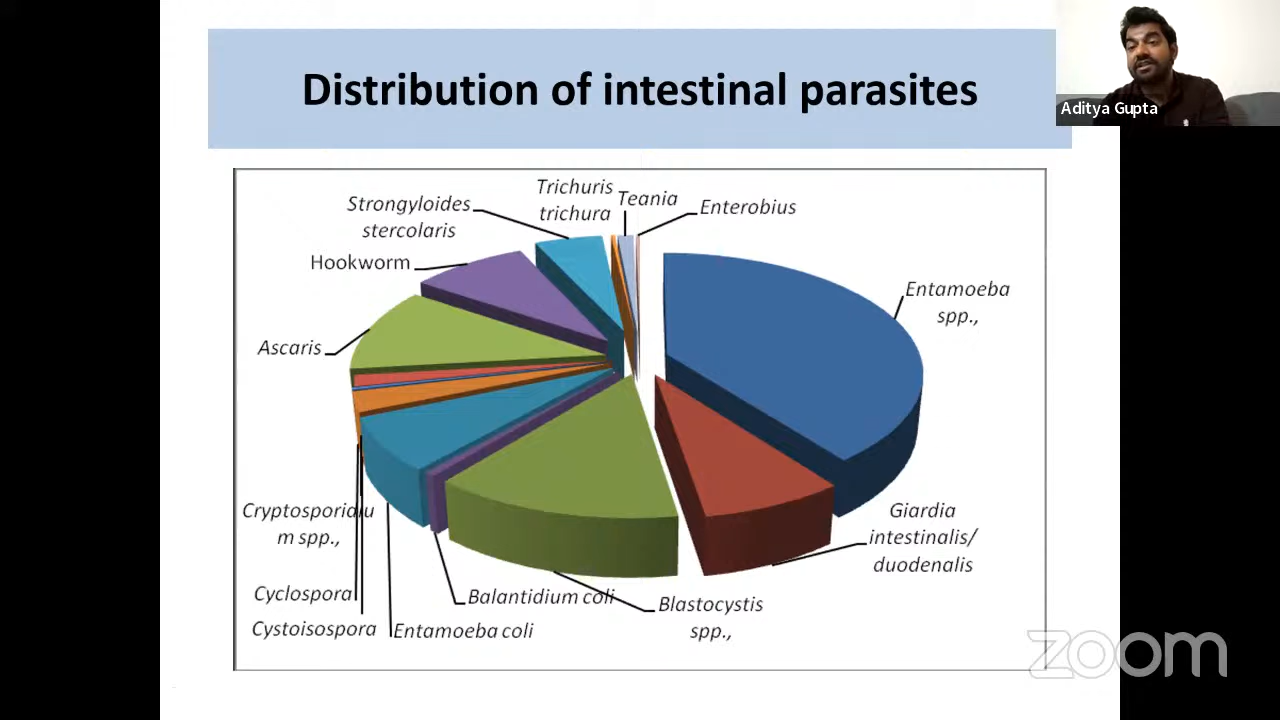 Distribution of intestinal parasites
Aditya Gupta
Trichuris
trichura
Teania
Enterobius
Strongyloides
stercolaris
Hookworm
Entamoeba
spp.,
Ascaris
Cryptosporidiu
m spp.,
Giardia
intestinalis/
duodenalis
Cyclospora
Balantidium coli
Blastocystis
spp.,
Cystoisospora
Entamoeba coli
zoom